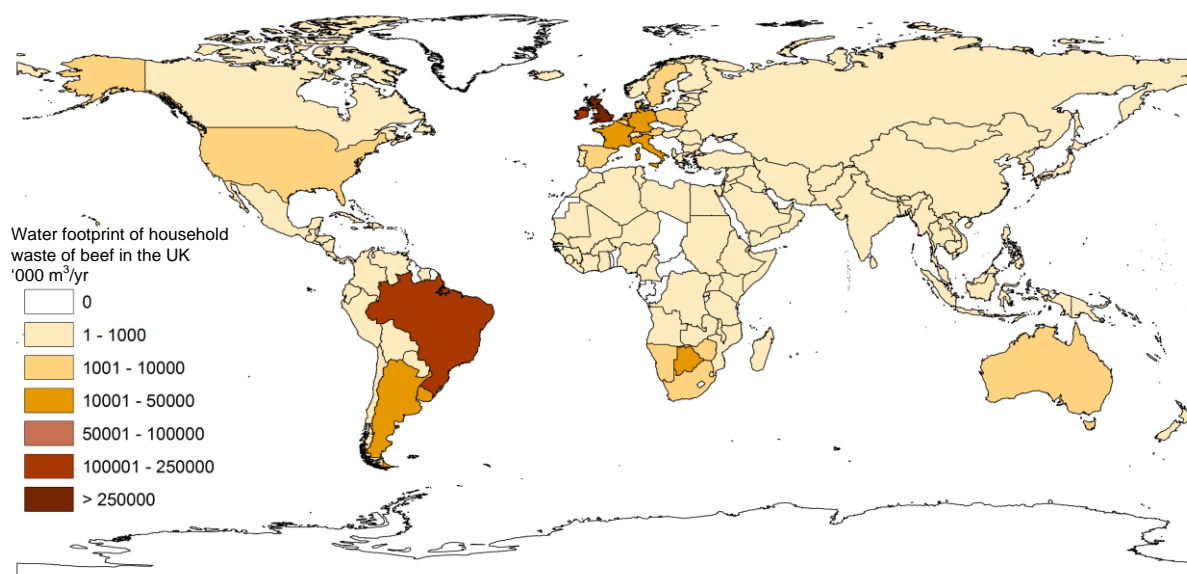 Water footprint of household
waste of beef in the UK
‘000 m³/yr
0
1 - 1000
1001 - 10000
10001 - 50000
50001 - 100000
100001 - 250000
> 250000